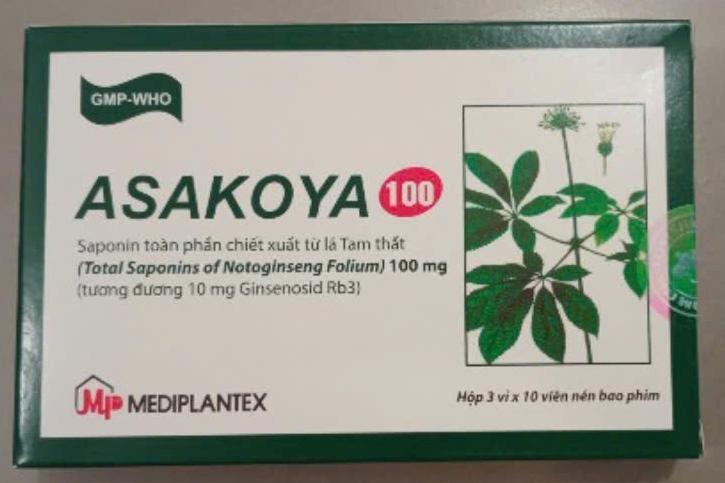 GMP-WHO
ASAKOYA 100
Saponin toàn phần chiết xuất từ lá Tam thất
(Total Saponins of Notoginseng Folium) 100 mg
(tương đương 10 mg Ginsenosid Rb3)
MP MEDIPLANTEX
Hộp 3 vỉ x 10 viên nén bao phim